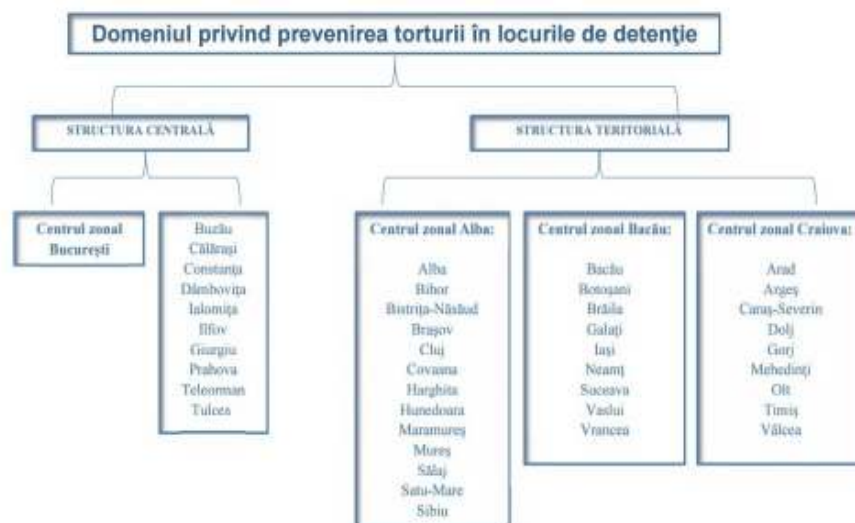 Domeniul privind prevenirea torturii în locurile de detenţie
STRUCTURA CENTRALĂ
STRUCTURA TERITORIALĂ
Centrul zonal
Bucureşti
Buzău
Călăraşi
Constanţa
Dâmboviţa
Ialomiţa
Ilfov
Giurgiu
Prahova
Teleorman
Tulcea
Centrul zonal Alba:
Alba
Bihor
Bistriţa-Năsăud
Braşov
Cluj
Covasna
Harghita
Hunedoara
Maramureş
Mureş
Sălaj
Satu-Mare
Sibiu
Centrul zonal Bacău:
Bacău
Botoşani
Brăila
Galaţi
Iaşi
Neamţ
Suceava
Vaslui
Vrancea
Centrul zonal Craiova:
Arad
Argeş
Caraş-Severin
Dolj
Gorj
Mehedinţi
Olt
Timiş
Vâlcea